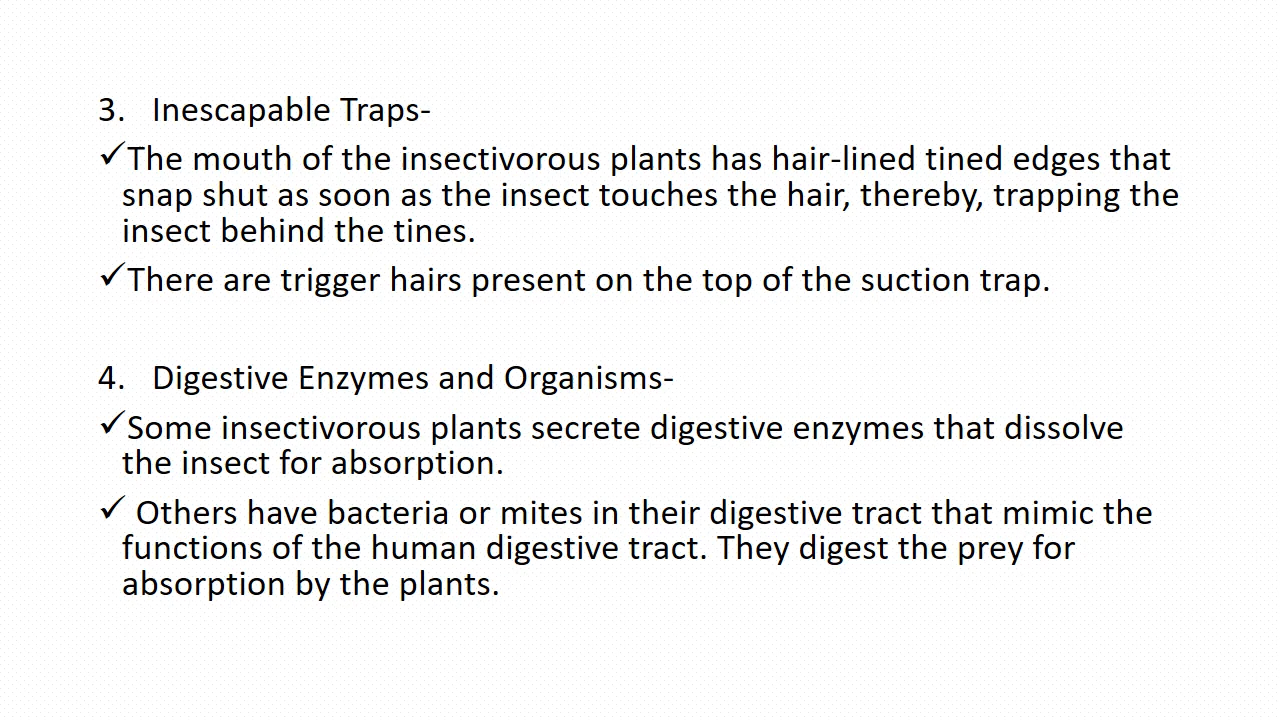 3. Inescapable Traps-
✓The mouth of the insectivorous plants has hair-lined tined edges that
snap shut as soon as the insect touches the hair, thereby, trapping the
insect behind the tines.
✓There are trigger hairs present on the top of the suction trap.
4. Digestive Enzymes and Organisms-
✓Some insectivorous plants secrete digestive enzymes that dissolve
the insect for absorption.
✓ Others have bacteria or mites in their digestive tract that mimic the
functions of the human digestive tract. They digest the prey for
absorption by the plants.